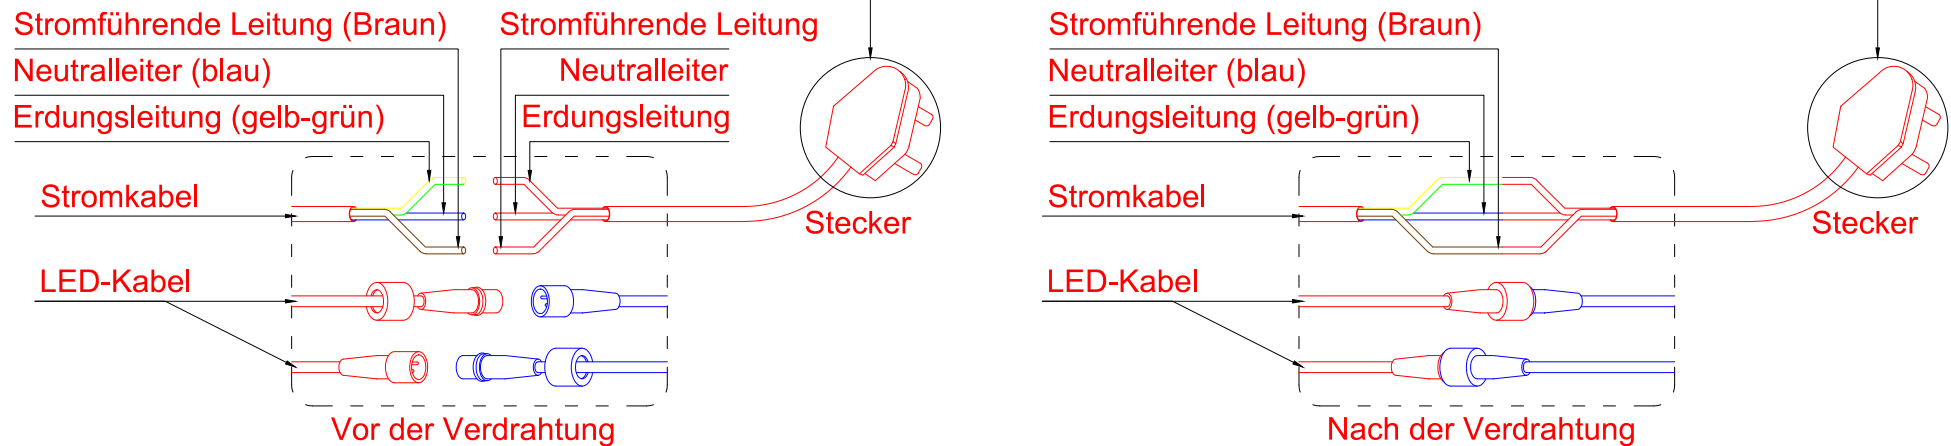 Stromführende Leitung (Braun)
Neutralleiter (blau)
Erdungsleitung (gelb-grün)
Stromkabel
LED-Kabel
Stromführende Leitung
Neutralleiter
Erdungsleitung
Stecker
Vor der Verdrahtung
Stromführende Leitung (Braun)
Neutralleiter (blau)
Erdungsleitung (gelb-grün)
Stromkabel
LED-Kabel
Stecker
Nach der Verdrahtung